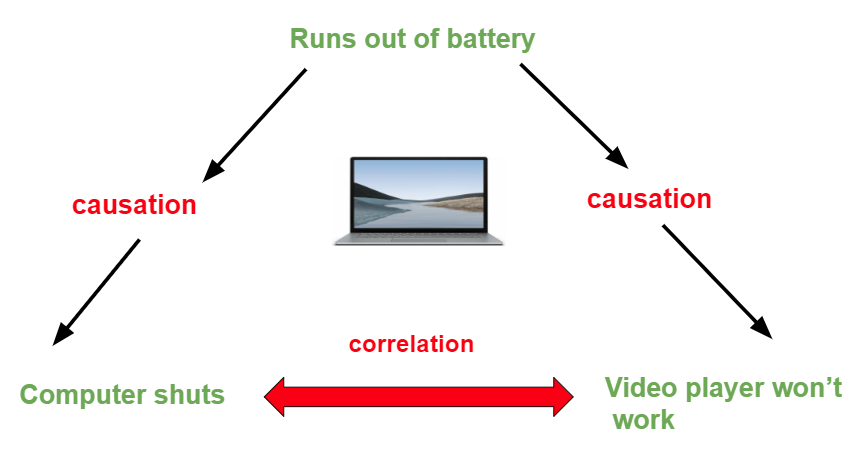 Runs out of battery
causation
causation
correlation
Computer shuts
Video player won’t
work